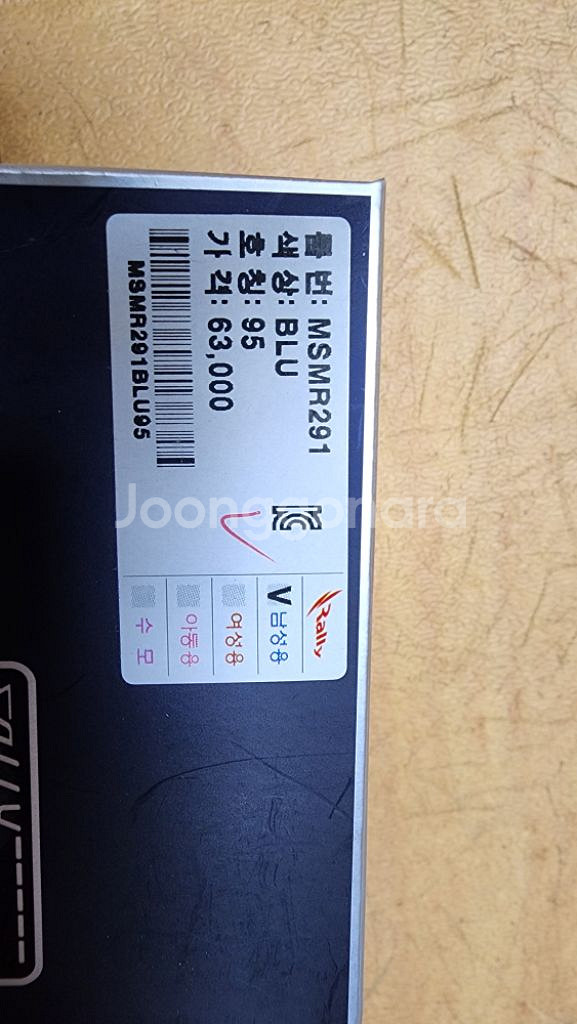 품 번: MSMR291
색 상: BLU
호 칭: 95
가 격: 63,000
MSMR291BLU95
Rally
V 남성용
여성용
아동용
수 모
Joonggonara